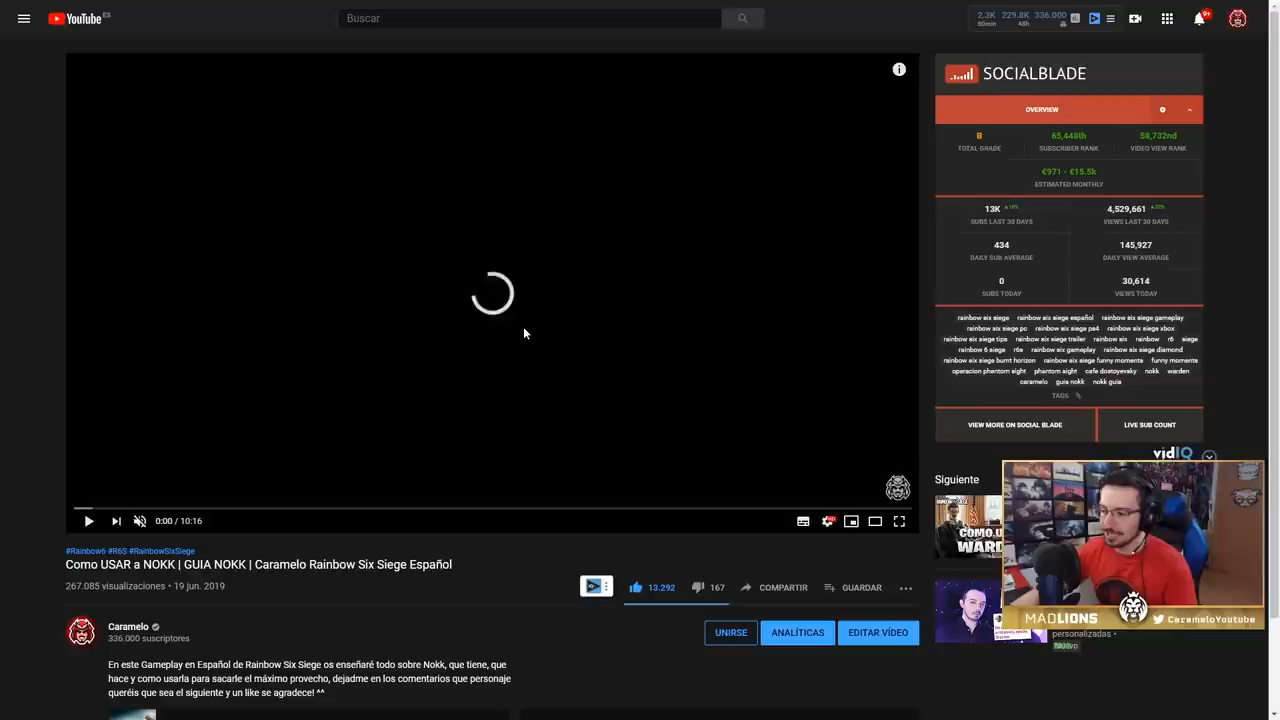 YouTube ES
Buscar
2.3K 229.8K 336.000
60min 48h
9+
SOCIALBLADE
OVERVIEW
B 65,448th 58,732nd
TOTAL GRADE SUBSCRIBER RANK VIDEO VIEW RANK
€971 - €15.5k
ESTIMATED MONTHLY
13K 4,529,661
SUBS LAST 30 DAYS VIEWS LAST 30 DAYS
434 145,927
DAILY SUB AVERAGE DAILY VIEW AVERAGE
0 30,614
SUBS TODAY VIEWS TODAY
rainbow six siege rainbow six siege español rainbow six siege gameplay
rainbow six siege pc rainbow six siege ps4 rainbow six siege xbox
rainbow six siege tips rainbow six siege trailer rainbow six rainbow r6 siege
rainbow 6 siege r6s rainbow six gameplay rainbow six siege diamond
rainbow six siege burnt horizon rainbow six siege funny moments funny moments
operacion phantom sight phantom sight cafe dostoyevsky nokk warden
caramelo guia nokk nokk guia
TAGS
VIEW MORE ON SOCIAL BLADE LIVE SUB COUNT
vidIQ
Siguiente
COMO U
WARD
MADLIONS CarameloYoutube
personalizadas •
0:00 / 10:16
#Rainbow6 #R6S #RainbowSixSiege
Como USAR a NOKK | GUIA NOKK | Caramelo Rainbow Six Siege Español
267.085 visualizaciones • 19 jun. 2019
13.292 167 COMPARTIR GUARDAR
Caramelo
336.000 suscriptores
UNIRSE ANALÍTICAS EDITAR VÍDEO
En este Gameplay en Español de Rainbow Six Siege os enseñaré todo sobre Nokk, que tiene, que
hace y como usarla para sacarle el máximo provecho, dejadme en los comentarios que personaje
queréis que sea el siguiente y un like se agradece! ^^